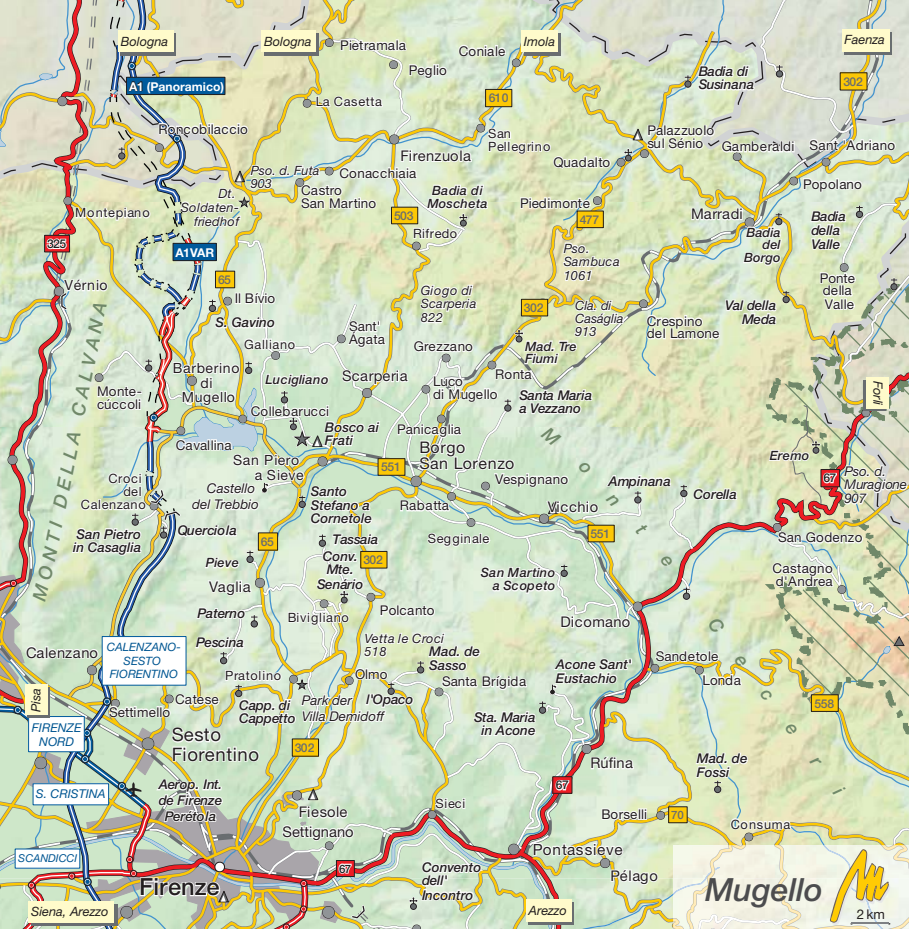 Bologna
Bologna
Imola
Faenza
Pietramala
Coniale
Peglio
Badia di
Susinana
A1 (Panoramico)
302
610
La Casetta
Roncobilaccio
San
Pellegrino
Palazzuolo
sul Sénio
Gamberaldi
Sant' Adriano
Firenzuola
Quadalto
Pso. d. Futa
903
Conacchiaia
Popolano
Castro
San Martino
Badia di
Moscheta
Dt.
Soldaten-
friedhof
Piedimonte
Montepiano
503
477
Marradi
Badia
del
Borgo
Badia
della
Valle
Rifredo
325
A1VAR
Pso.
Sambuca
1061
65
Ponte
della
Valle
Vérnio
Il Bivio
Giogo di
Scarperia
822
302
Cla. di
Casaglia
913
Val della
Meda
S. Gavino
Crespino
del Lamone
Sant'
Agata
Galliano
Grezzano
Mad. Tre
Fiumi
MONTI DELLA CALVANA
Barberino
di
Mugello
Lucigliano
Scarperia
Luco
di Mugello
Ronta
Monte-
cúccoli
Santa Maria
a Vezzano
Forlì
Collebarucci
Bosco ai
Frati
Panicaglia
Cavallina
Borgo
San Lorenzo
Monte
Eremo
San Piero
a Sieve
551
67
Pso. d.
Muragione
907
Croci
del
Calenzano
Castello
del Trebbio
Vespignano
Ampinana
Corella
Santo
Stefano a
Cornetole
Rabatta
Vicchio
San Pietro
in Casaglia
Querciola
65
Tassaia
Segginale
551
San Godenzo
Pieve
Conv.
Mte.
Senário
302
San Martino
a Scopeto
Castagno
d'Andrea
Vaglia
Polcanto
Paterno
Bivigliano
Dicomano
Pescina
Vetta le Croci
518
CALENZANO-
SESTO
FIORENTINO
Calenzano
Mad. de
Sasso
Acone Sant'
Eustachio
Sandetole
Pratolino
Olmo
Santa Brigida
Londa
Pisa
Catese
Capp. di
Cappetto
Park der
Villa Demidoff
l'Opaco
Settimello
558
FIRENZE
NORD
Sta. Maria
in Acone
Sesto
Fiorentino
302
Rúfina
Mad. de
Fossi
S. CRISTINA
Aerop. Int.
de Firenze
Peretola
67
Fiesole
Sieci
Borselli
70
Settignano
Consuma
SCANDICCI
Pontassieve
67
Pélago
Firenze
Convento
dell'
Incontro
Mugello
Siena, Arezzo
Arezzo
2 km